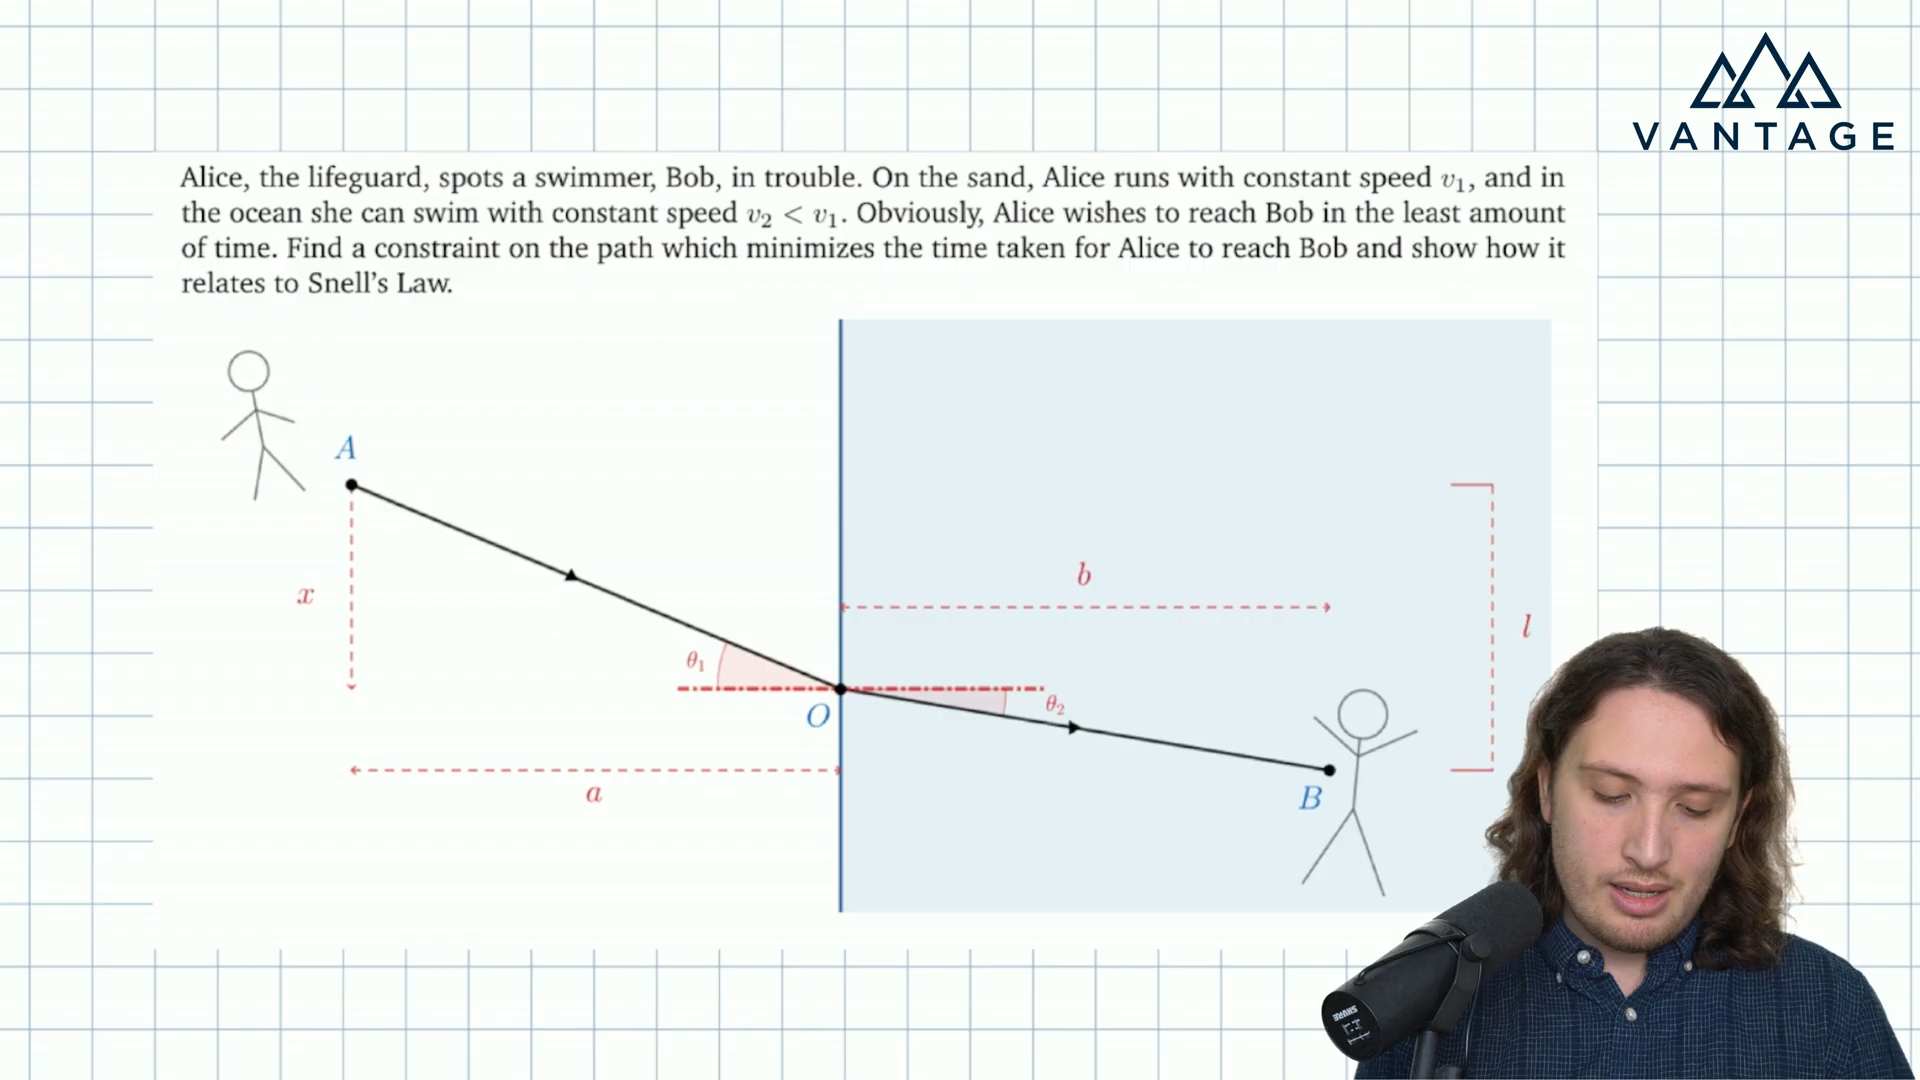 VANTAGE
Alice, the lifeguard, spots a swimmer, Bob, in trouble. On the sand, Alice runs with constant speed v₁, and in
the ocean she can swim with constant speed v₂ < v₁. Obviously, Alice wishes to reach Bob in the least amount
of time. Find a constraint on the path which minimizes the time taken for Alice to reach Bob and show how it
relates to Snell's Law.
A
x
b
l
θ₁
O
θ₂
a
B
SHURE